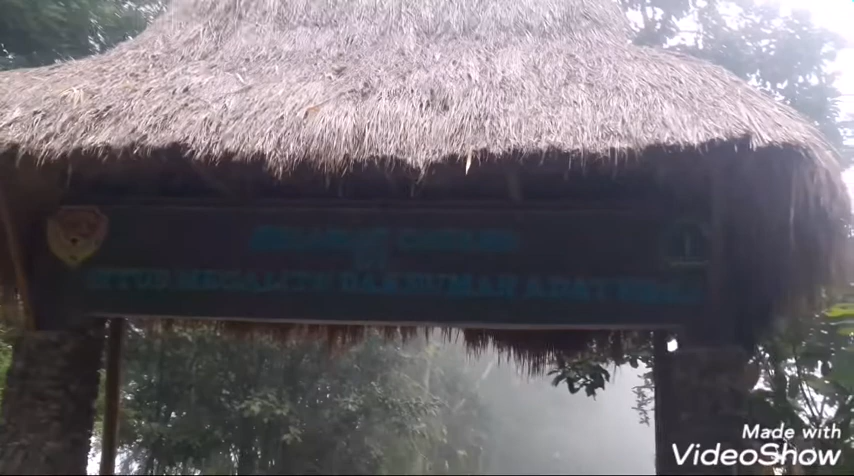 SELAMAT DATANG
DI
SITUS MEGALITH DAN RUMAH ADAT
Made with
VideoShow